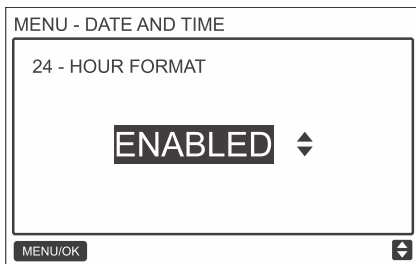 MENU - DATE AND TIME
24 - HOUR FORMAT
ENABLED
MENU/OK